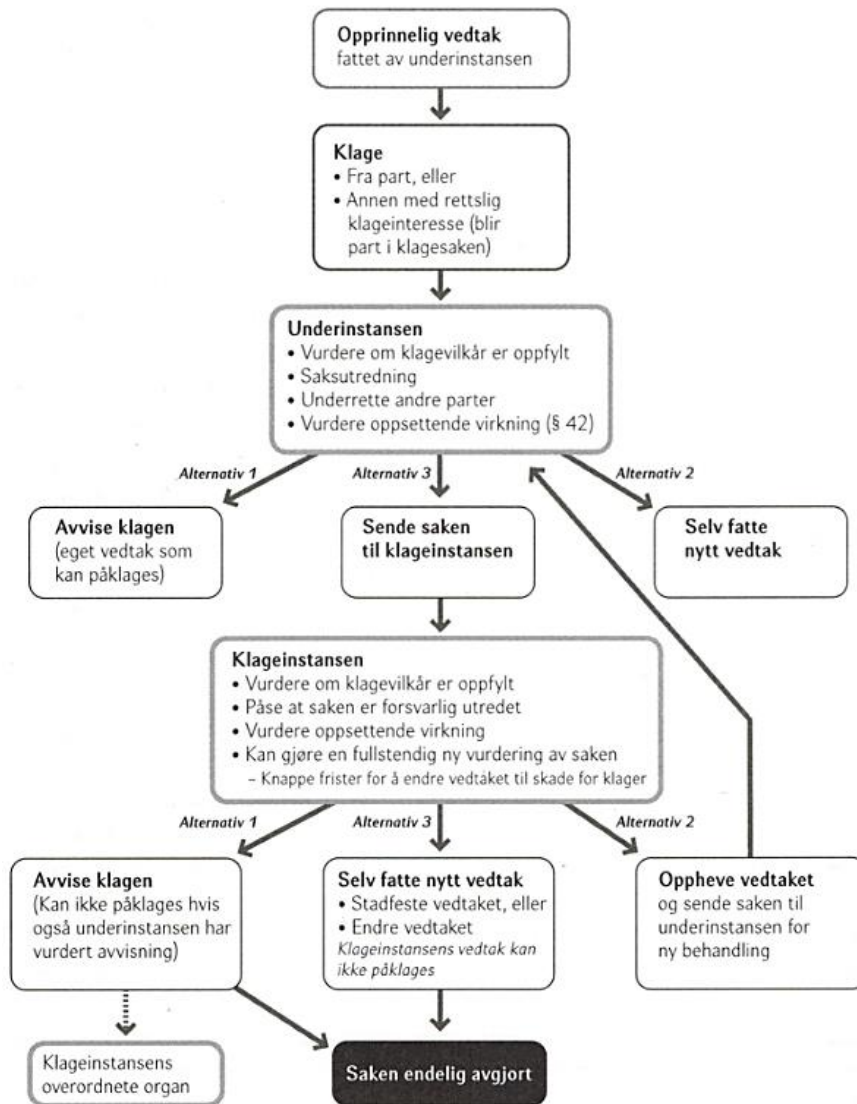 Opprinnelig vedtak
fattet av underinstansen
Klage
• Fra part, eller
• Annen med rettslig
klageinteresse (blir
part i klagesaken)
Underinstansen
• Vurdere om klagevilkår er oppfylt
• Saksutredning
• Underrette andre parter
• Vurdere oppsettende virkning (§ 42)
Alternativ 1
Alternativ 3
Alternativ 2
Avvise klagen
(eget vedtak som
kan påklages)
Sende saken
til klageinstansen
Selv fatte
nytt vedtak
Klageinstansen
• Vurdere om klagevilkår er oppfylt
• Påse at saken er forsvarlig utredet
• Vurdere oppsettende virkning
• Kan gjøre en fullstendig ny vurdering av saken
– Knappe frister for å endre vedtaket til skade for klager
Alternativ 1
Alternativ 3
Alternativ 2
Avvise klagen
(Kan ikke påklages hvis
også underinstansen har
vurdert avvisning)
Selv fatte nytt vedtak
• Stadfeste vedtaket, eller
• Endre vedtaket
Klageinstansens vedtak kan
ikke påklages
Oppheve vedtaket
og sende saken til
underinstansen for
ny behandling
Klageinstansens
overordnete organ
Saken endelig avgjort